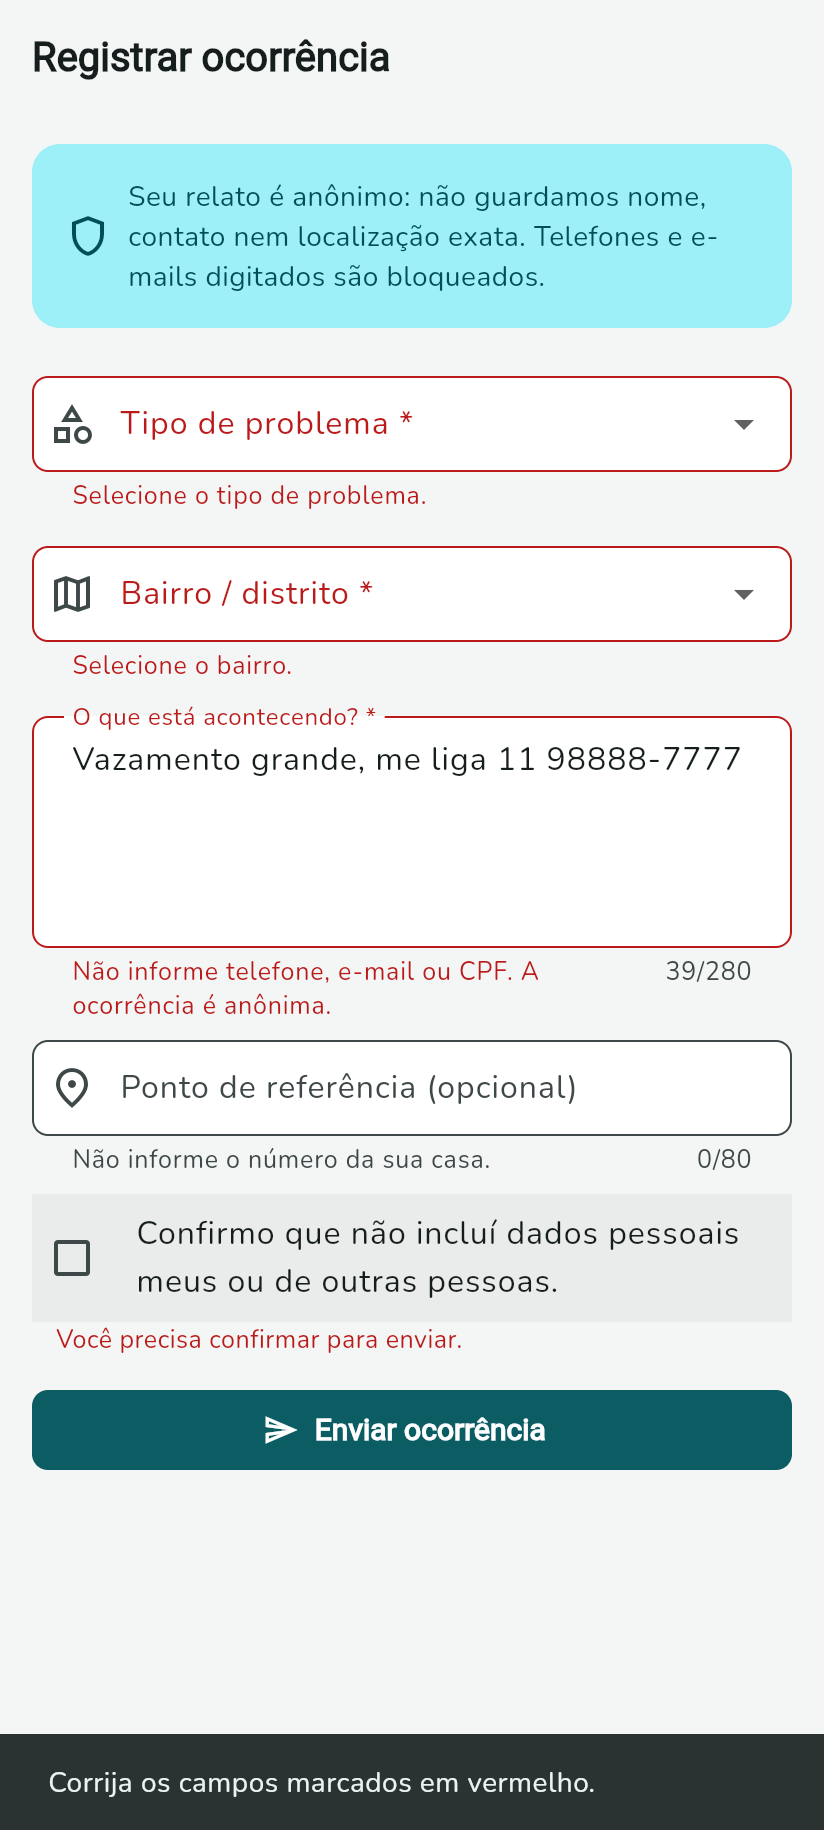 Registrar ocorrência
Seu relato é anônimo: não guardamos nome,
contato nem localização exata. Telefones e e-
mails digitados são bloqueados.
Tipo de problema *
Selecione o tipo de problema.
Bairro / distrito *
Selecione o bairro.
O que está acontecendo? *
Vazamento grande, me liga 11 98888-7777
Não informe telefone, e-mail ou CPF. A
ocorrência é anônima.
39/280
Ponto de referência (opcional)
Não informe o número da sua casa.
0/80
Confirmo que não incluí dados pessoais
meus ou de outras pessoas.
Você precisa confirmar para enviar.
Enviar ocorrência
Corrija os campos marcados em vermelho.